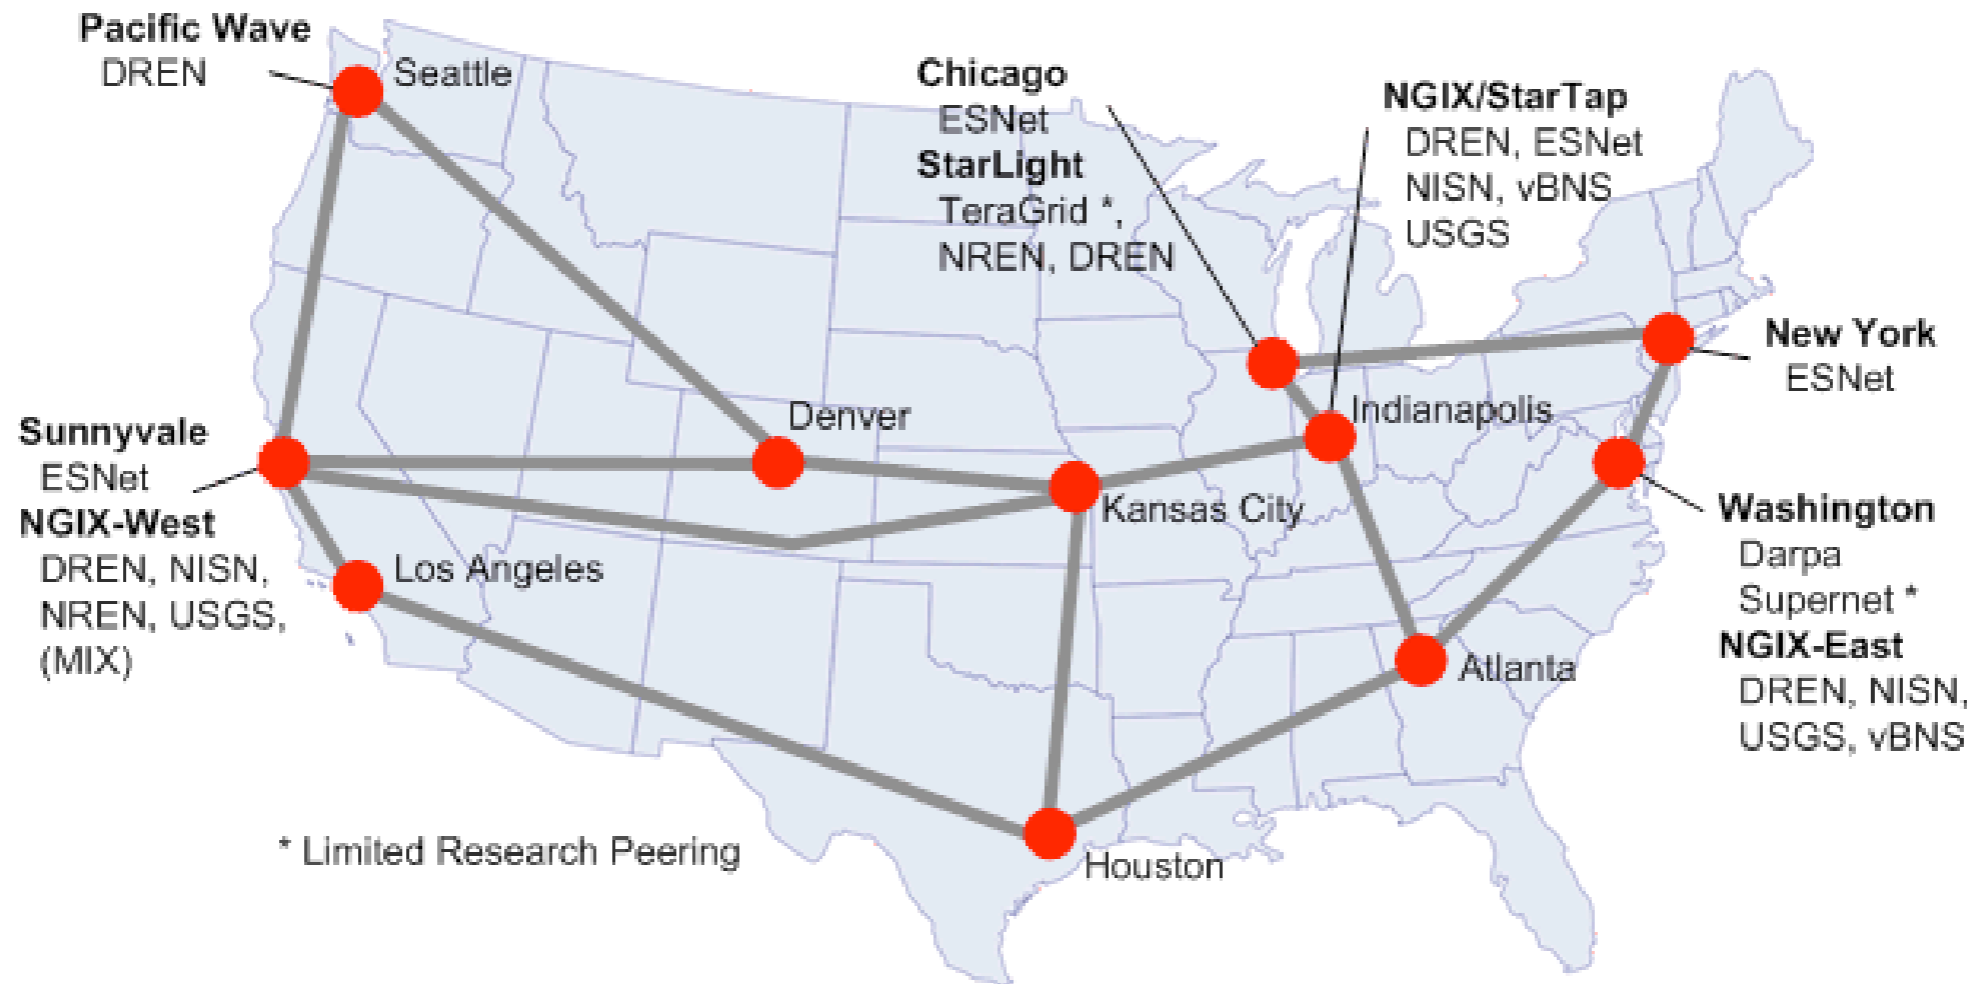 Pacific Wave
DREN
Seattle
Chicago
ESNet
StarLight
TeraGrid *,
NREN, DREN
NGIX/StarTap
DREN, ESNet
NISN, vBNS
USGS
New York
ESNet
Denver
Indianapolis
Sunnyvale
ESNet
NGIX-West
DREN, NISN,
NREN, USGS,
(MIX)
Kansas City
Los Angeles
Washington
Darpa
Supernet *
NGIX-East
DREN, NISN,
USGS, vBNS
Atlanta
* Limited Research Peering
Houston